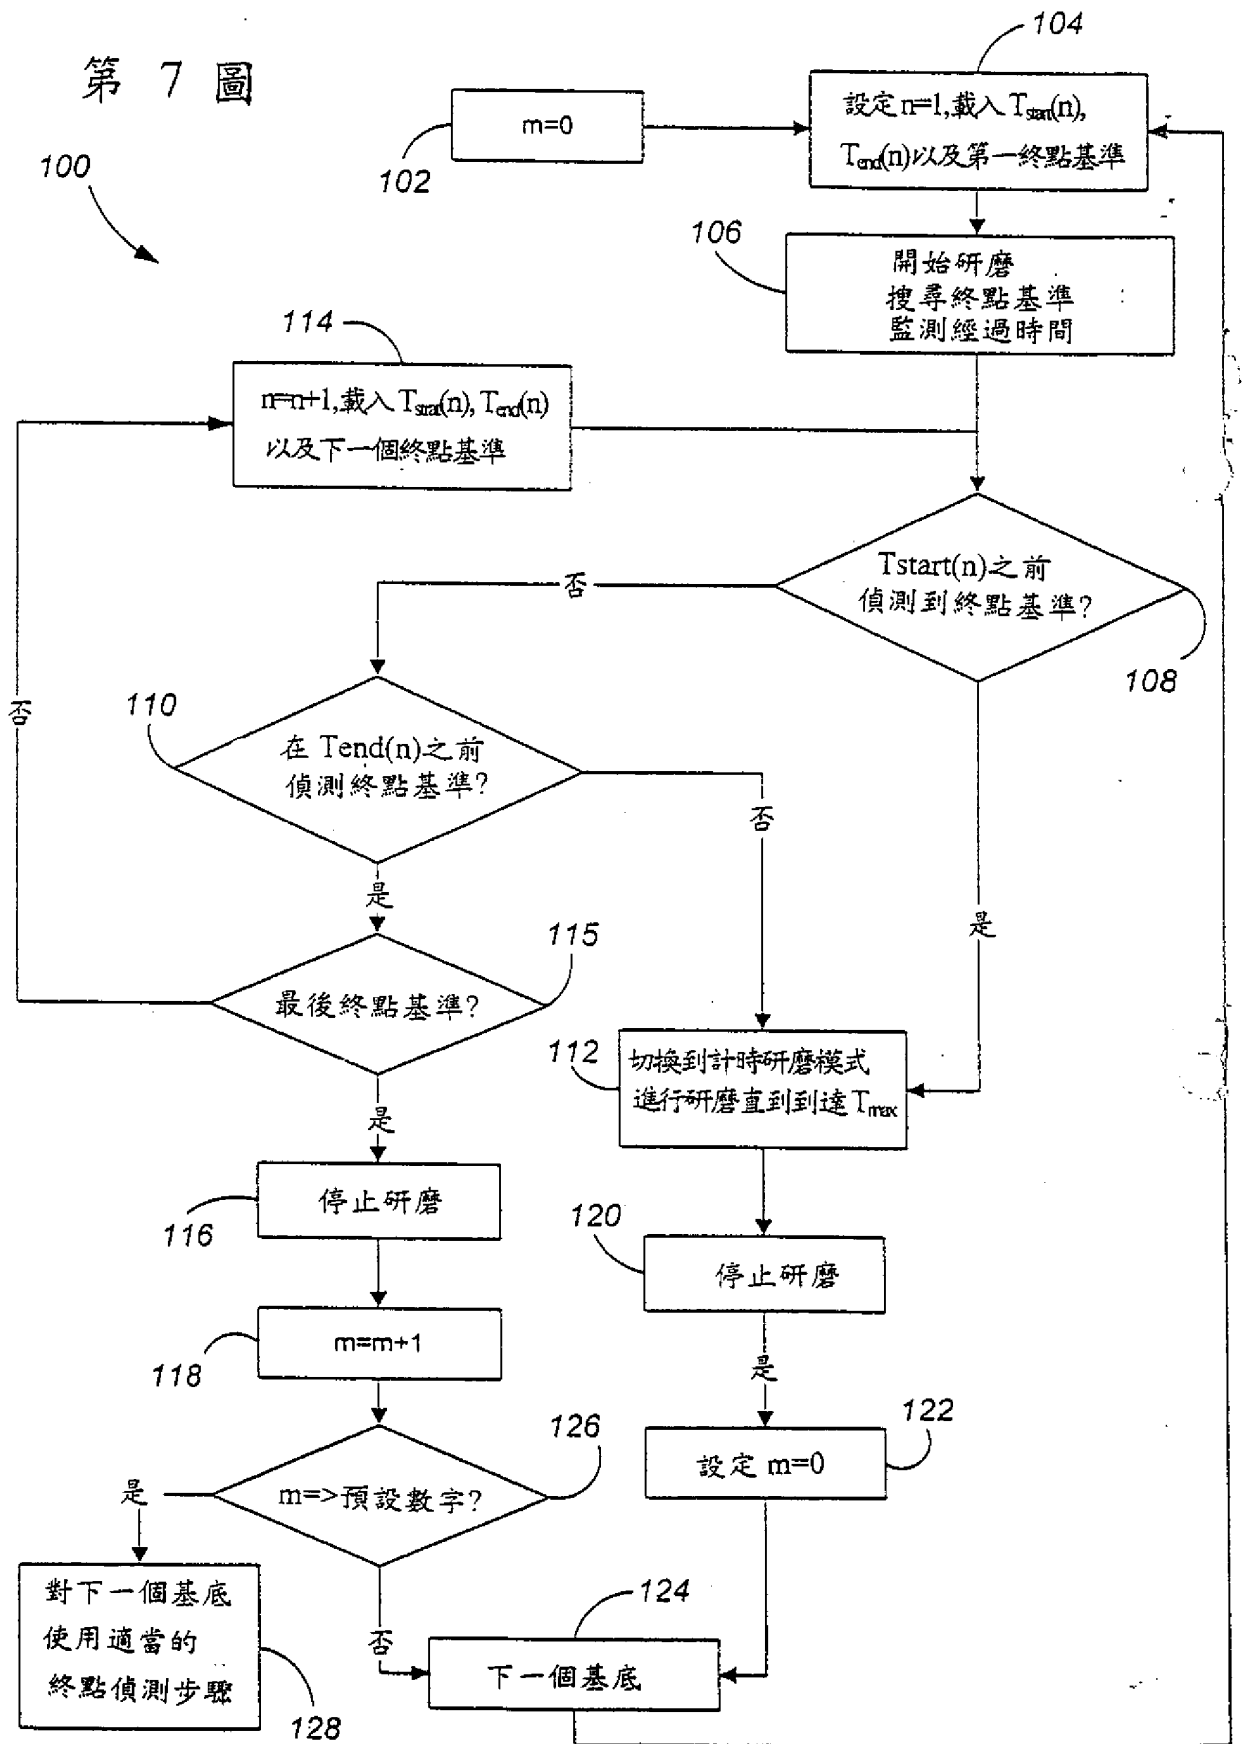 第 7 圖
100
m=0
102
104
設定n=1,載入Tstart(n),
Tend(n)以及第一終點基準
106
開始研磨
搜尋終點基準
監測經過時間
114
n=n+1,載入Tstrat(n),Tend(n)
以及下一個終點基準
Tstart(n)之前
偵測到終點基準?
108
否
是
110
在 Tend(n)之前
偵測終點基準?
否
是
否
115
最後終點基準?
是
112
切換到計時研磨模式
進行研磨直到到達Tmax
停止研磨
116
120
停止研磨
是
m=m+1
118
122
設定 m=0
126
m=>預設數字?
是
否
對下一個基底
使用適當的
終點偵測步驟
128
124
下一個基底